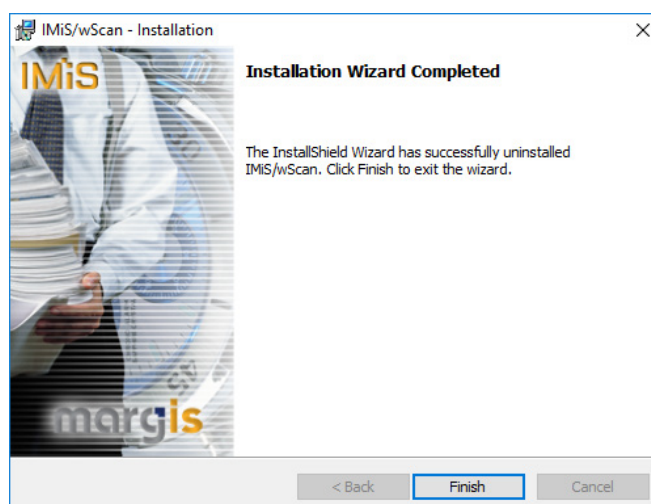 IMiS/wScan - Installation
IMiS
Installation Wizard Completed
The InstallShield Wizard has successfully uninstalled
IMiS/wScan. Click Finish to exit the wizard.
margis
< Back
Finish
Cancel